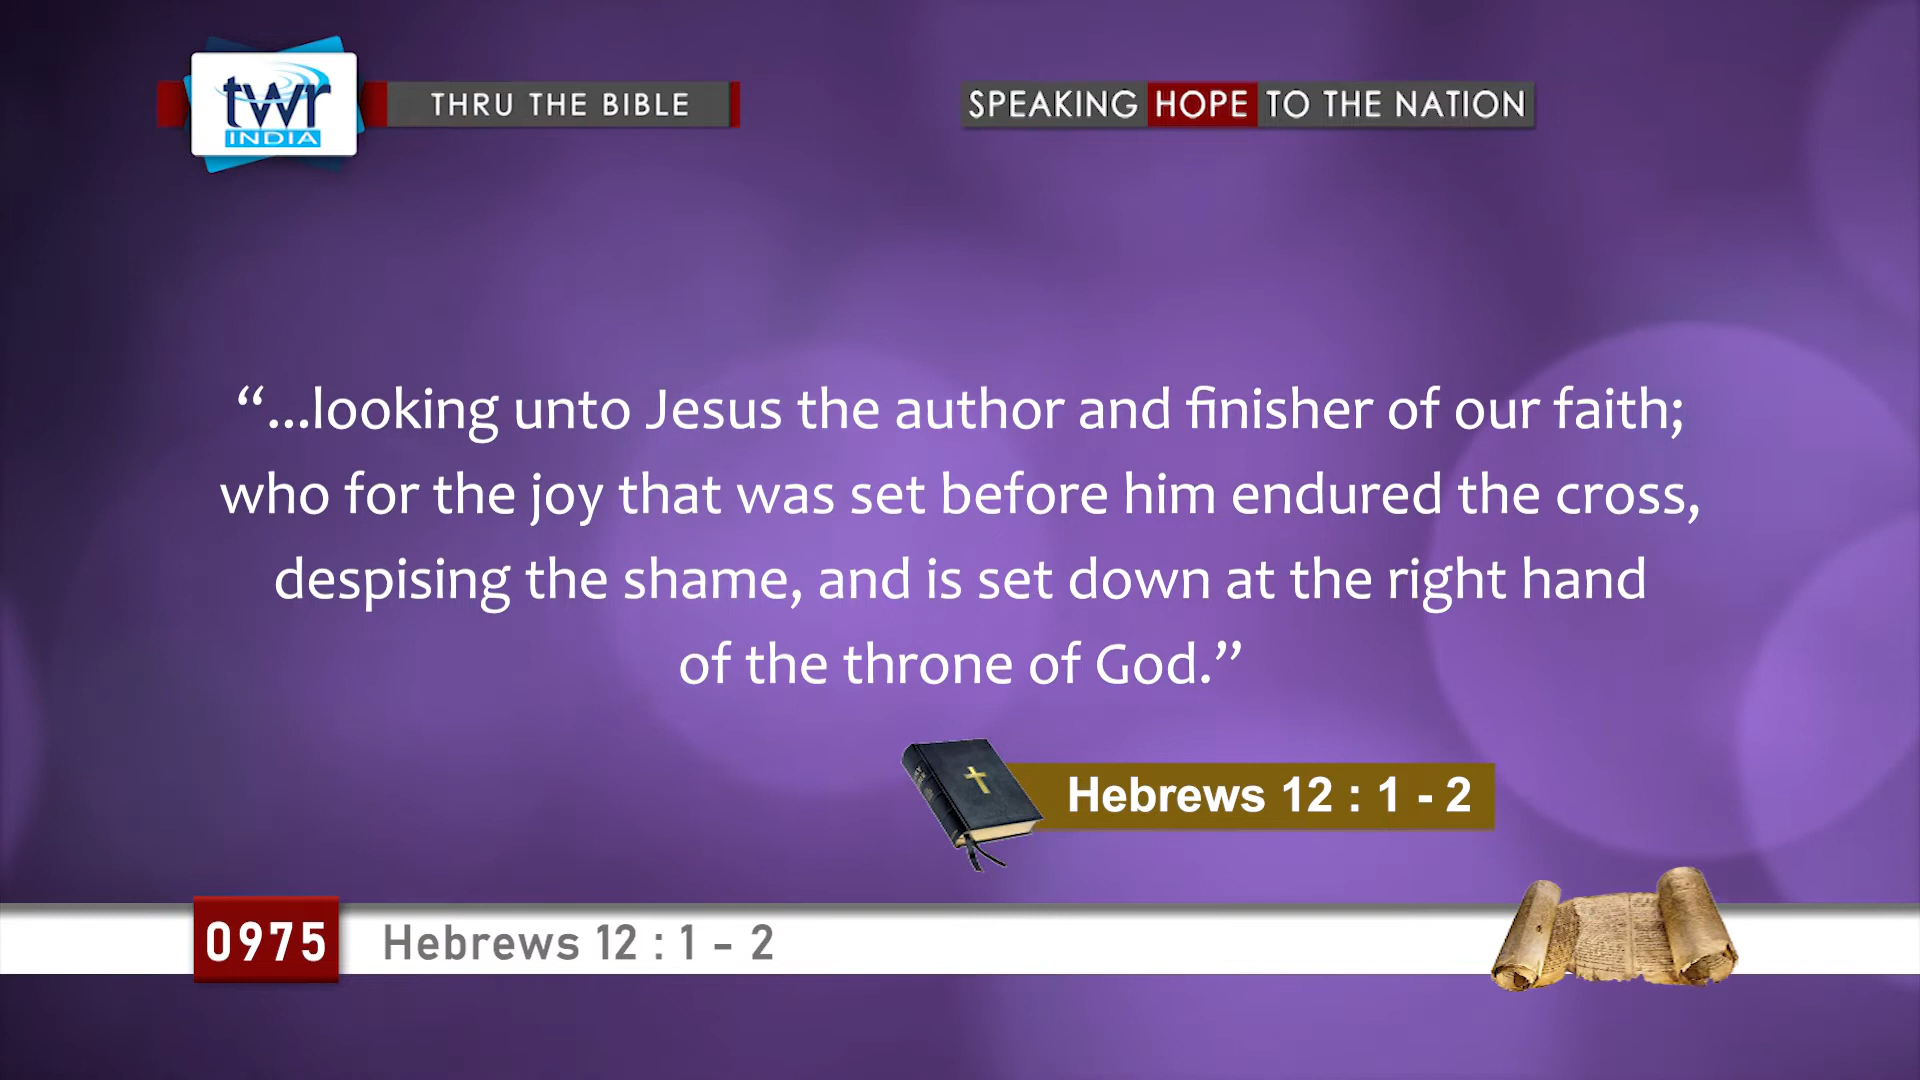 twr
INDIA
THRU THE BIBLE
SPEAKING HOPE TO THE NATION
“...looking unto Jesus the author and finisher of our faith;
who for the joy that was set before him endured the cross,
despising the shame, and is set down at the right hand
of the throne of God.”
Hebrews 12 : 1 - 2
0975 Hebrews 12 : 1 - 2